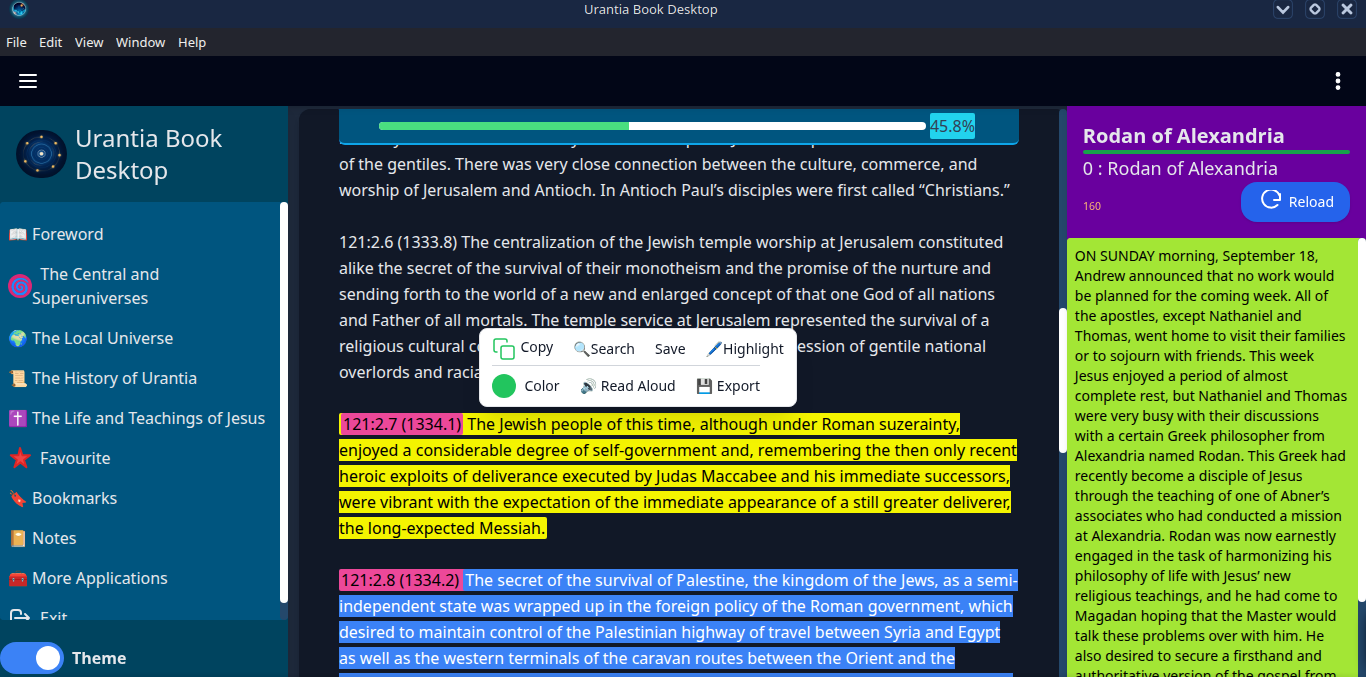 Urantia Book Desktop
File Edit View Window Help
Urantia Book
Desktop
Foreword
The Central and
Superuniverses
The Local Universe
The History of Urantia
The Life and Teachings of Jesus
Favourite
Bookmarks
Notes
More Applications
Exit
Theme
45.8%
of the gentiles. There was very close connection between the culture, commerce, and
worship of Jerusalem and Antioch. In Antioch Paul’s disciples were first called “Christians.”
121:2.6 (1333.8) The centralization of the Jewish temple worship at Jerusalem constituted
alike the secret of the survival of their monotheism and the promise of the nurture and
sending forth to the world of a new and enlarged concept of that one God of all nations
and Father of all mortals. The temple service at Jerusalem represented the survival of a
religious cultural ession of gentile national
overlords and racia
Copy Search Save Highlight
Color Read Aloud Export
121:2.7 (1334.1) The Jewish people of this time, although under Roman suzerainty,
enjoyed a considerable degree of self-government and, remembering the then only recent
heroic exploits of deliverance executed by Judas Maccabee and his immediate successors,
were vibrant with the expectation of the immediate appearance of a still greater deliverer,
the long-expected Messiah.
121:2.8 (1334.2) The secret of the survival of Palestine, the kingdom of the Jews, as a semi-
independent state was wrapped up in the foreign policy of the Roman government, which
desired to maintain control of the Palestinian highway of travel between Syria and Egypt
as well as the western terminals of the caravan routes between the Orient and the
Rodan of Alexandria
0 : Rodan of Alexandria
160
Reload
ON SUNDAY morning, September 18,
Andrew announced that no work would
be planned for the coming week. All of
the apostles, except Nathaniel and
Thomas, went home to visit their families
or to sojourn with friends. This week
Jesus enjoyed a period of almost
complete rest, but Nathaniel and Thomas
were very busy with their discussions
with a certain Greek philosopher from
Alexandria named Rodan. This Greek had
recently become a disciple of Jesus
through the teaching of one of Abner’s
associates who had conducted a mission
at Alexandria. Rodan was now earnestly
engaged in the task of harmonizing his
philosophy of life with Jesus’ new
religious teachings, and he had come to
Magadan hoping that the Master would
talk these problems over with him. He
also desired to secure a firsthand and
authoritative version of the gospel from